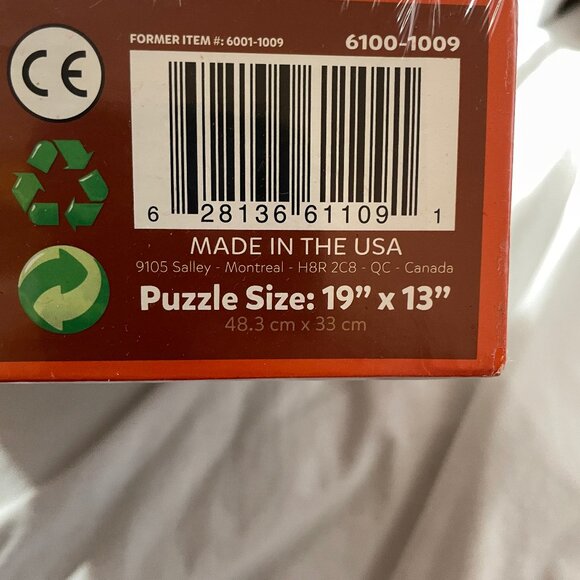 CE
FORMER ITEM #: 6001-1009
6100-1009
6 28136 61109 1
MADE IN THE USA
9105 Salley - Montreal - H8R 2C8 - QC - Canada
Puzzle Size: 19” x 13”
48.3 cm x 33 cm